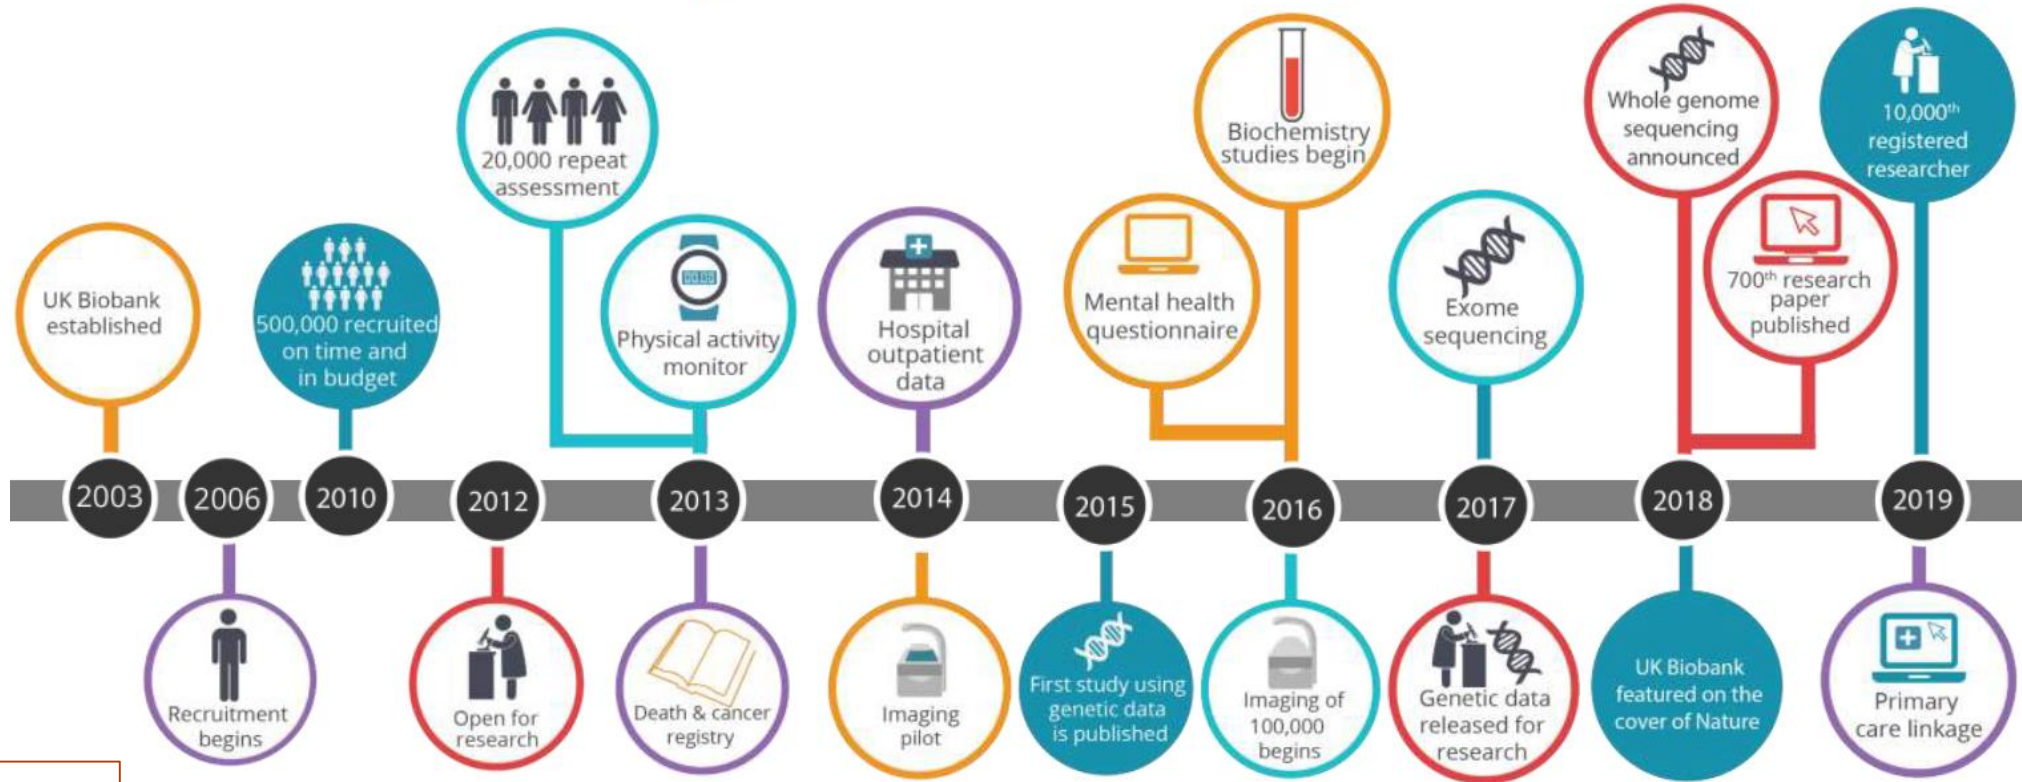 UK Biobank
established
500,000 recruited
on time and
in budget
20,000 repeat
assessment
00:00
Physical activity
monitor
Hospital
outpatient
data
Mental health
questionnaire
Biochemistry
studies begin
Exome
sequencing
Whole genome
sequencing
announced
700th research
paper
published
10,000th
registered
researcher
2003
2006
2010
2012
2013
2014
2015
2016
2017
2018
2019
Recruitment
begins
Open for
research
Death & cancer
registry
Imaging
pilot
First study using
genetic data
is published
Imaging of
100,000
begins
Genetic data
released for
research
UK Biobank
featured on the
cover of Nature
Primary
care linkage